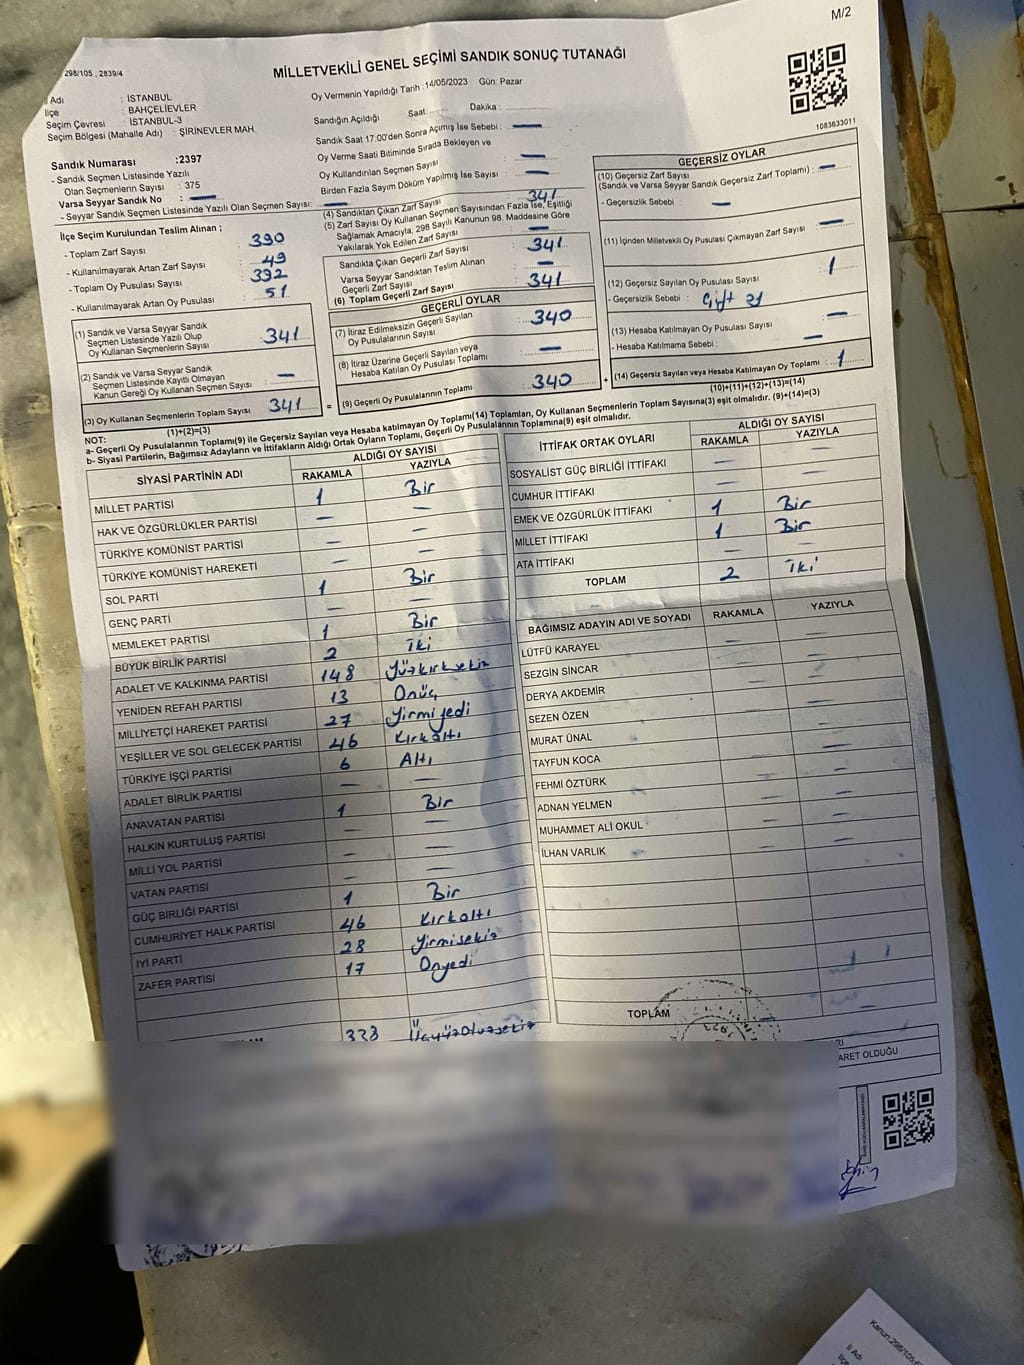 M/2
298/105 , 2839/4
MİLLETVEKİLİ GENEL SEÇİMİ SANDIK SONUÇ TUTANAĞI
İl Adı : İSTANBUL
İlçe : BAHÇELİEVLER
Seçim Çevresi : İSTANBUL-3
Seçim Bölgesi (Mahalle Adı) : ŞİRİNEVLER MAH.
Oy Vermenin Yapıldığı Tarih :14/05/2023 Gün: Pazar
Sandığın Açıldığı Saat Dakika :
Sandık Saat 17:00'den Sonra Açımış İse Sebebi : —
Oy Verme Saati Bitiminde Sırada Bekleyen ve
Oy Kullandırılan Seçmen Sayısı : —
Birden Fazla Sayım Döküm Yapılmış İse Sayısı : —
1083633011
Sandık Numarası :2397
- Sandık Seçmen Listesinde Yazılı
Olan Seçmenlerin Sayısı : 375
Varsa Seyyar Sandık No : —
- Seyyar Sandık Seçmen Listesinde Yazılı Olan Seçmen Sayısı: —
İlçe Seçim Kurulundan Teslim Alınan ;
- Toplam Zarf Sayısı : 390
- Kullanılmayarak Artan Zarf Sayısı : 49
- Toplam Oy Pusulası Sayısı : 392
- Kullanılmayarak Artan Oy Pusulası : 51
(1) Sandık ve Varsa Seyyar Sandık
Seçmen Listesinde Yazılı Olup
Oy Kullanan Seçmenlerin Sayısı : 341
(2) Sandık ve Varsa Seyyar Sandık
Seçmen Listesinde Kayıtlı Olmayan
Kanun Gereği Oy Kullanan Seçmen Sayısı : —
(3) Oy Kullanan Seçmenlerin Toplam Sayısı 341
(1)+(2)=(3)
(4) Sandıktan Çıkan Zarf Sayısı : 341
(5) Zarf Sayısı Oy Kullanan Seçmen Sayısından Fazla İse, Eşitliği
Sağlamak Amacıyla, 298 Sayılı Kanunun 98. Maddesine Göre
Yakılarak Yok Edilen Zarf Sayısı : —
Sandıkta Çıkan Geçerli Zarf Sayısı : 341
Varsa Seyyar Sandıktan Teslim Alınan
Geçerli Zarf Sayısı : —
(6) Toplam Geçerli Zarf Sayısı : 341
GEÇERLİ OYLAR
(7) İtiraz Edilmeksizin Geçerli Sayılan
Oy Pusulalarının Sayısı : 340
(8) İtiraz Üzerine Geçerli Sayılan veya
Hesaba Katılan Oy Pusulası Toplamı : —
= (9) Geçerli Oy Pusulalarının Toplamı : 340 +
GEÇERSİZ OYLAR
(10) Geçersiz Zarf Sayısı
(Sandık ve Varsa Seyyar Sandık Geçersiz Zarf Toplamı) : —
- Geçersizlik Sebebi : —
(11) İçinden Milletvekili Oy Pusulası Çıkmayan Zarf Sayısı : —
(12) Geçersiz Sayılan Oy Pusulası Sayısı : 1
- Geçersizlik Sebebi : Çift
(13) Hesaba Katılmayan Oy Pusulası Sayısı : —
- Hesaba Katılmama Sebebi : —
(14) Geçersiz Sayılan veya Hesaba Katılmayan Oy Toplamı : 1
(10)+(11)+(12)+(13)=(14)
NOT:
a- Geçerli Oy Pusulalarının Toplamı(9) ile Geçersiz Sayılan veya Hesaba katılmayan Oy Toplamı(14) Toplamları, Oy Kullanan Seçmenlerin Toplam Sayısına(3) eşit olmalıdır. (9)+(14)=(3)
b- Siyasi Partilerin, Bağımsız Adayların ve İttifakların Aldığı Ortak Oyların Toplamı, Geçerli Oy Pusulalarının Toplamına(9) eşit olmalıdır.
SİYASİ PARTİNİN ADI ALDIĞI OY SAYISI
RAKAMLA YAZIYLA
MİLLET PARTİSİ 1 Bir
HAK VE ÖZGÜRLÜKLER PARTİSİ — —
TÜRKİYE KOMÜNİST PARTİSİ — —
TÜRKİYE KOMÜNİST HAREKETİ — —
SOL PARTİ 1 Bir
GENÇ PARTİ — —
MEMLEKET PARTİSİ 1 Bir
BÜYÜK BİRLİK PARTİSİ 2 İki
ADALET VE KALKINMA PARTİSİ 148 Yüzkırksekiz
YENİDEN REFAH PARTİSİ 13 Onüç
MİLLİYETÇİ HAREKET PARTİSİ 27 Yirmiyedi
YEŞİLLER VE SOL GELECEK PARTİSİ 46 Kırkaltı
TÜRKİYE İŞÇİ PARTİSİ 6 Altı
ADALET BİRLİK PARTİSİ — —
ANAVATAN PARTİSİ 1 Bir
HALKIN KURTULUŞ PARTİSİ — —
MİLLİ YOL PARTİSİ — —
VATAN PARTİSİ — —
GÜÇ BİRLİĞİ PARTİSİ 1 Bir
CUMHURİYET HALK PARTİSİ 46 Kırkaltı
İYİ PARTİ 28 Yirmisekiz
ZAFER PARTİSİ 17 Onyedi
338 Üçyüzotuzsekiz
İTTİFAK ORTAK OYLARI ALDIĞI OY SAYISI
RAKAMLA YAZIYLA
SOSYALİST GÜÇ BİRLİĞİ İTTİFAKI — —
CUMHUR İTTİFAKI — —
EMEK VE ÖZGÜRLÜK İTTİFAKI 1 Bir
MİLLET İTTİFAKI 1 Bir
ATA İTTİFAKI — —
TOPLAM 2 İki
BAĞIMSIZ ADAYIN ADI VE SOYADI RAKAMLA YAZIYLA
LÜTFÜ KARAYEL — —
SEZGİN SİNCAR — —
DERYA AKDEMİR — —
SEZEN ÖZEN — —
MURAT ÜNAL — —
TAYFUN KOCA — —
FEHMİ ÖZTÜRK — —
ADNAN YELMEN — —
MUHAMMET ALİ OKUL — —
İLHAN VARLIK — —
TOPLAM —
ARET OLDUĞU
Kanun:298/105
İl Adı